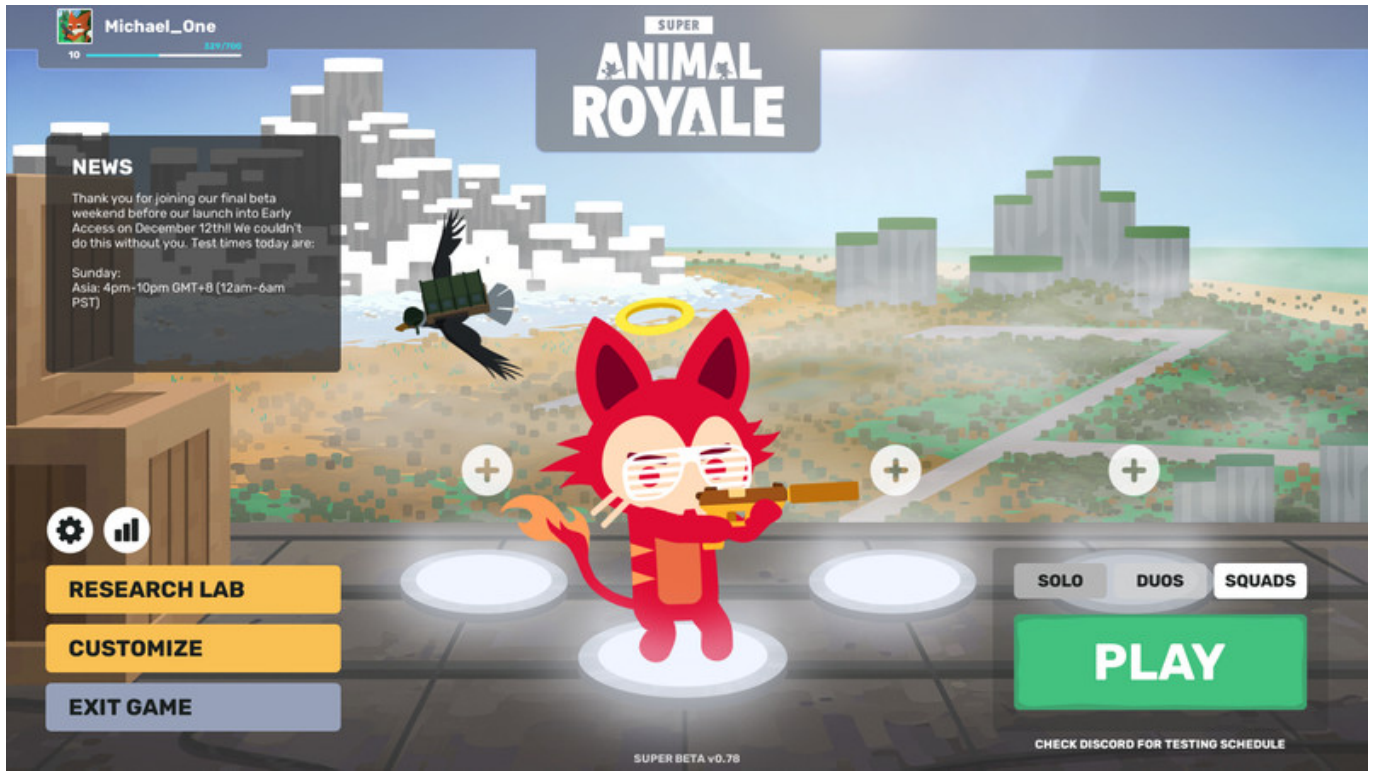 Michael_One
329/700
10
SUPER
ANIMAL
ROYALE
NEWS
Thank you for joining our final beta
weekend before our launch into Early
Access on December 12th!! We couldn't
do this without you. Test times today are:
Sunday:
Asia: 4pm-10pm GMT+8 (12am-6am
PST)
RESEARCH LAB
CUSTOMIZE
EXIT GAME
SOLO DUOS SQUADS
PLAY
CHECK DISCORD FOR TESTING SCHEDULE
SUPER BETA v0.78